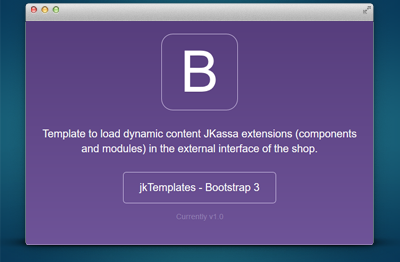 B
Template to load dynamic content JKassa extensions (components
and modules) in the external interface of the shop.
jkTemplates - Bootstrap 3
Currently v1.0